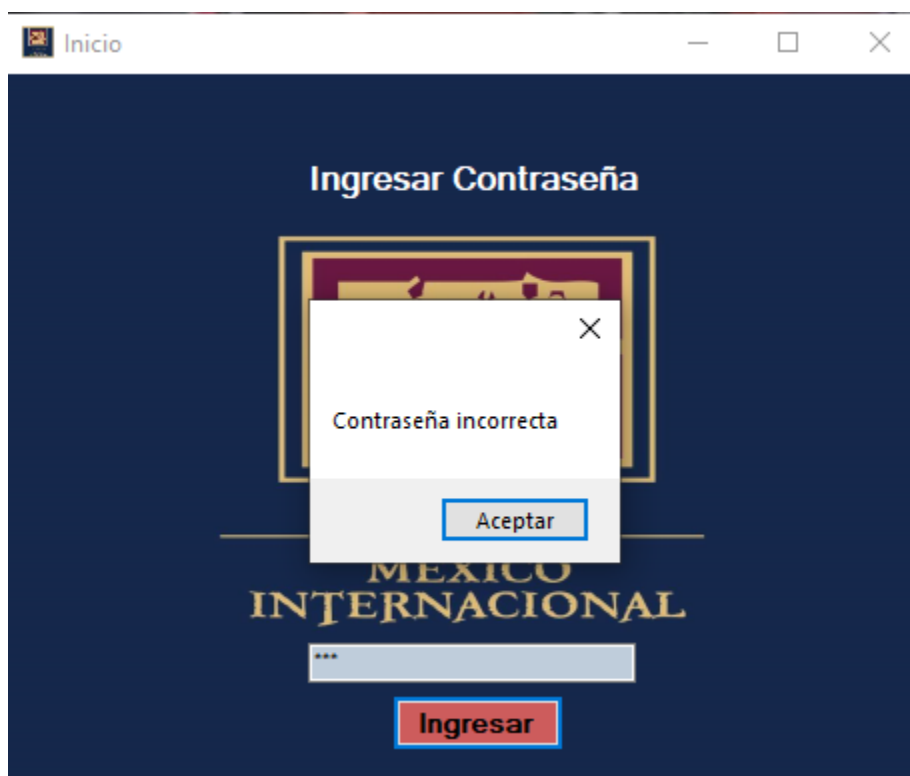 Inicio
Ingresar Contraseña
Contraseña incorrecta
Aceptar
MEXICO
INTERNACIONAL
***
Ingresar